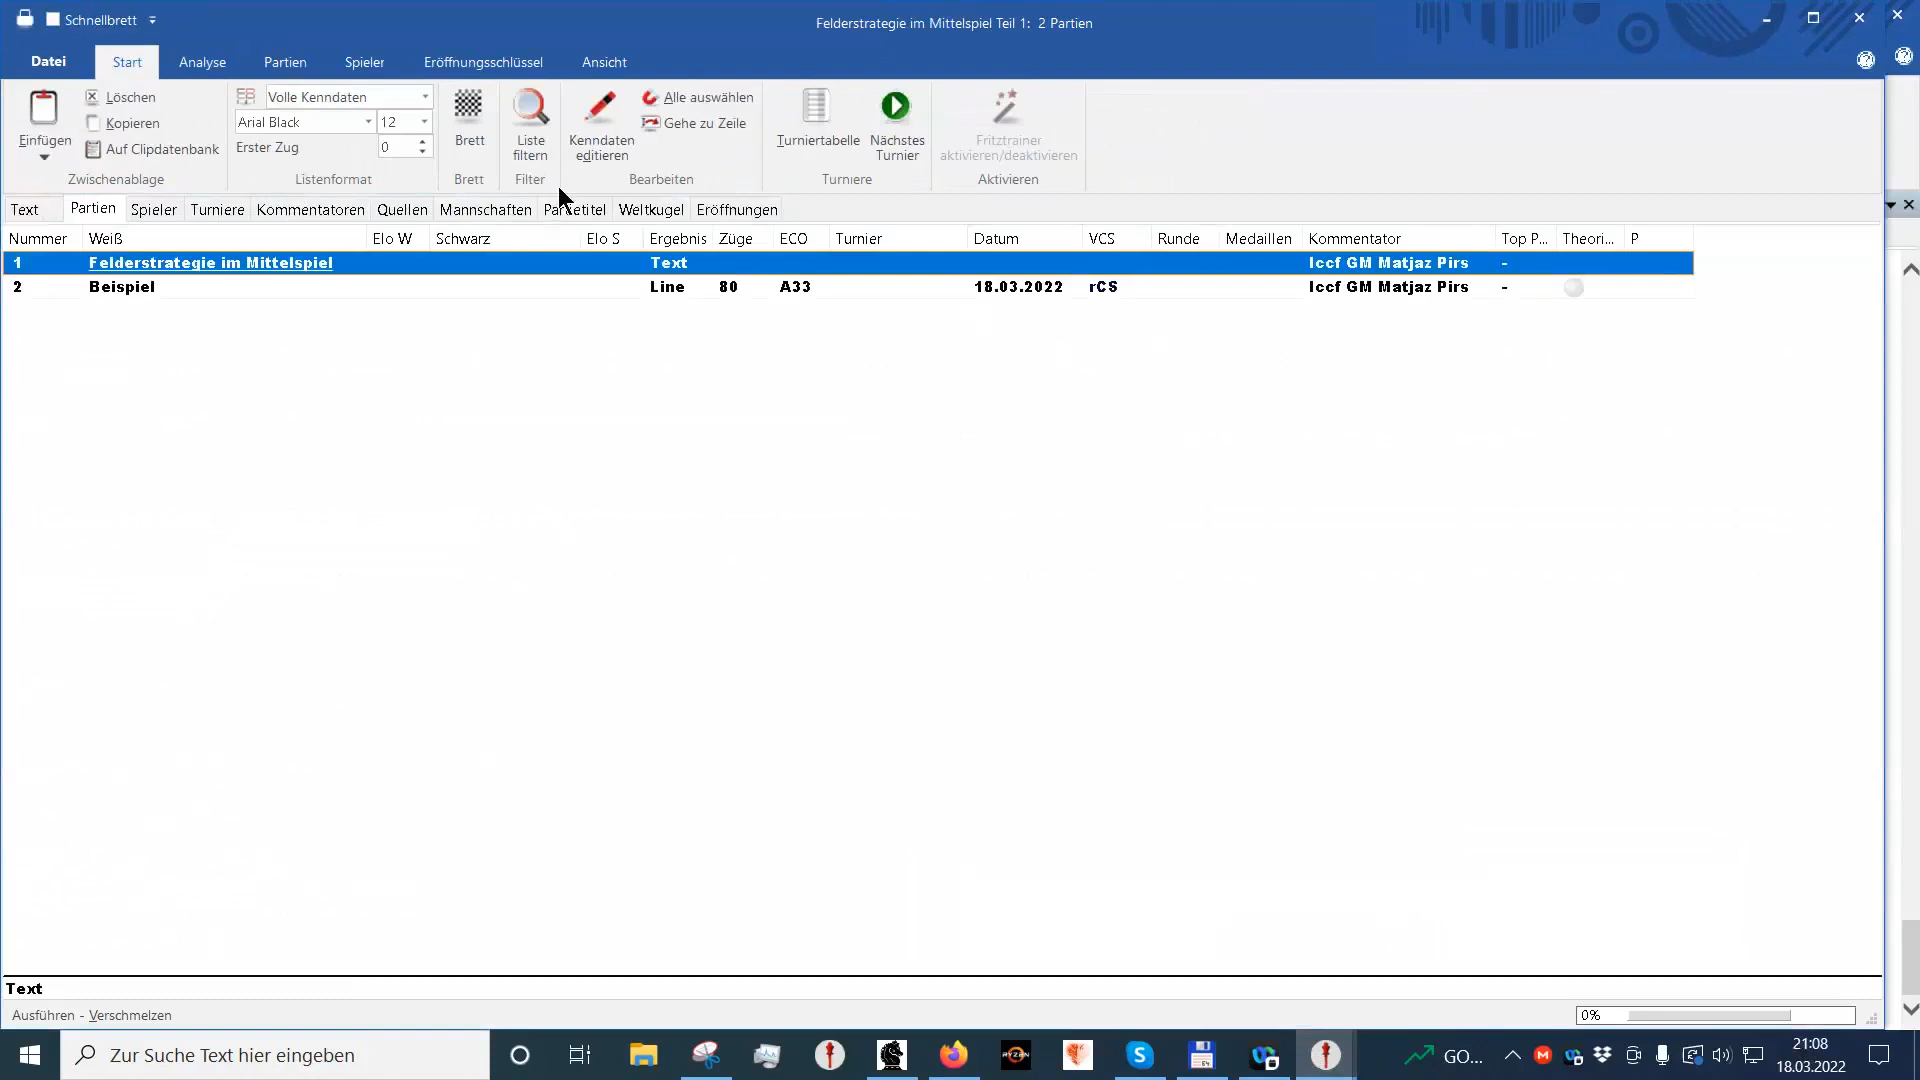 Schnellbrett
Felderstrategie im Mittelspiel Teil 1: 2 Partien
Datei Start Analyse Partien Spieler Eröffnungsschlüssel Ansicht
Einfügen
Löschen
Kopieren
Auf Clipdatenbank
Zwischenablage
Volle Kenndaten
Arial Black 12
Erster Zug 0
Listenformat
Brett
Brett
Liste
filtern
Filter
Kenndaten
editieren
Alle auswählen
Gehe zu Zeile
Bearbeiten
Turniertabelle
Nächstes
Turnier
Turniere
Fritztrainer
aktivieren/deaktivieren
Aktivieren
Text Partien Spieler Turniere Kommentatoren Quellen Mannschaften Partietitel Weltkugel Eröffnungen
Nummer Weiß Elo W Schwarz Elo S Ergebnis Züge ECO Turnier Datum VCS Runde Medaillen Kommentator Top P... Theori... P
1 Felderstrategie im Mittelspiel Text Iccf GM Matjaz Pirs -
2 Beispiel Line 80 A33 18.03.2022 rCS Iccf GM Matjaz Pirs -
Text
Ausführen - Verschmelzen
0%
Zur Suche Text hier eingeben
RYZEN
GO...
21:08
18.03.2022